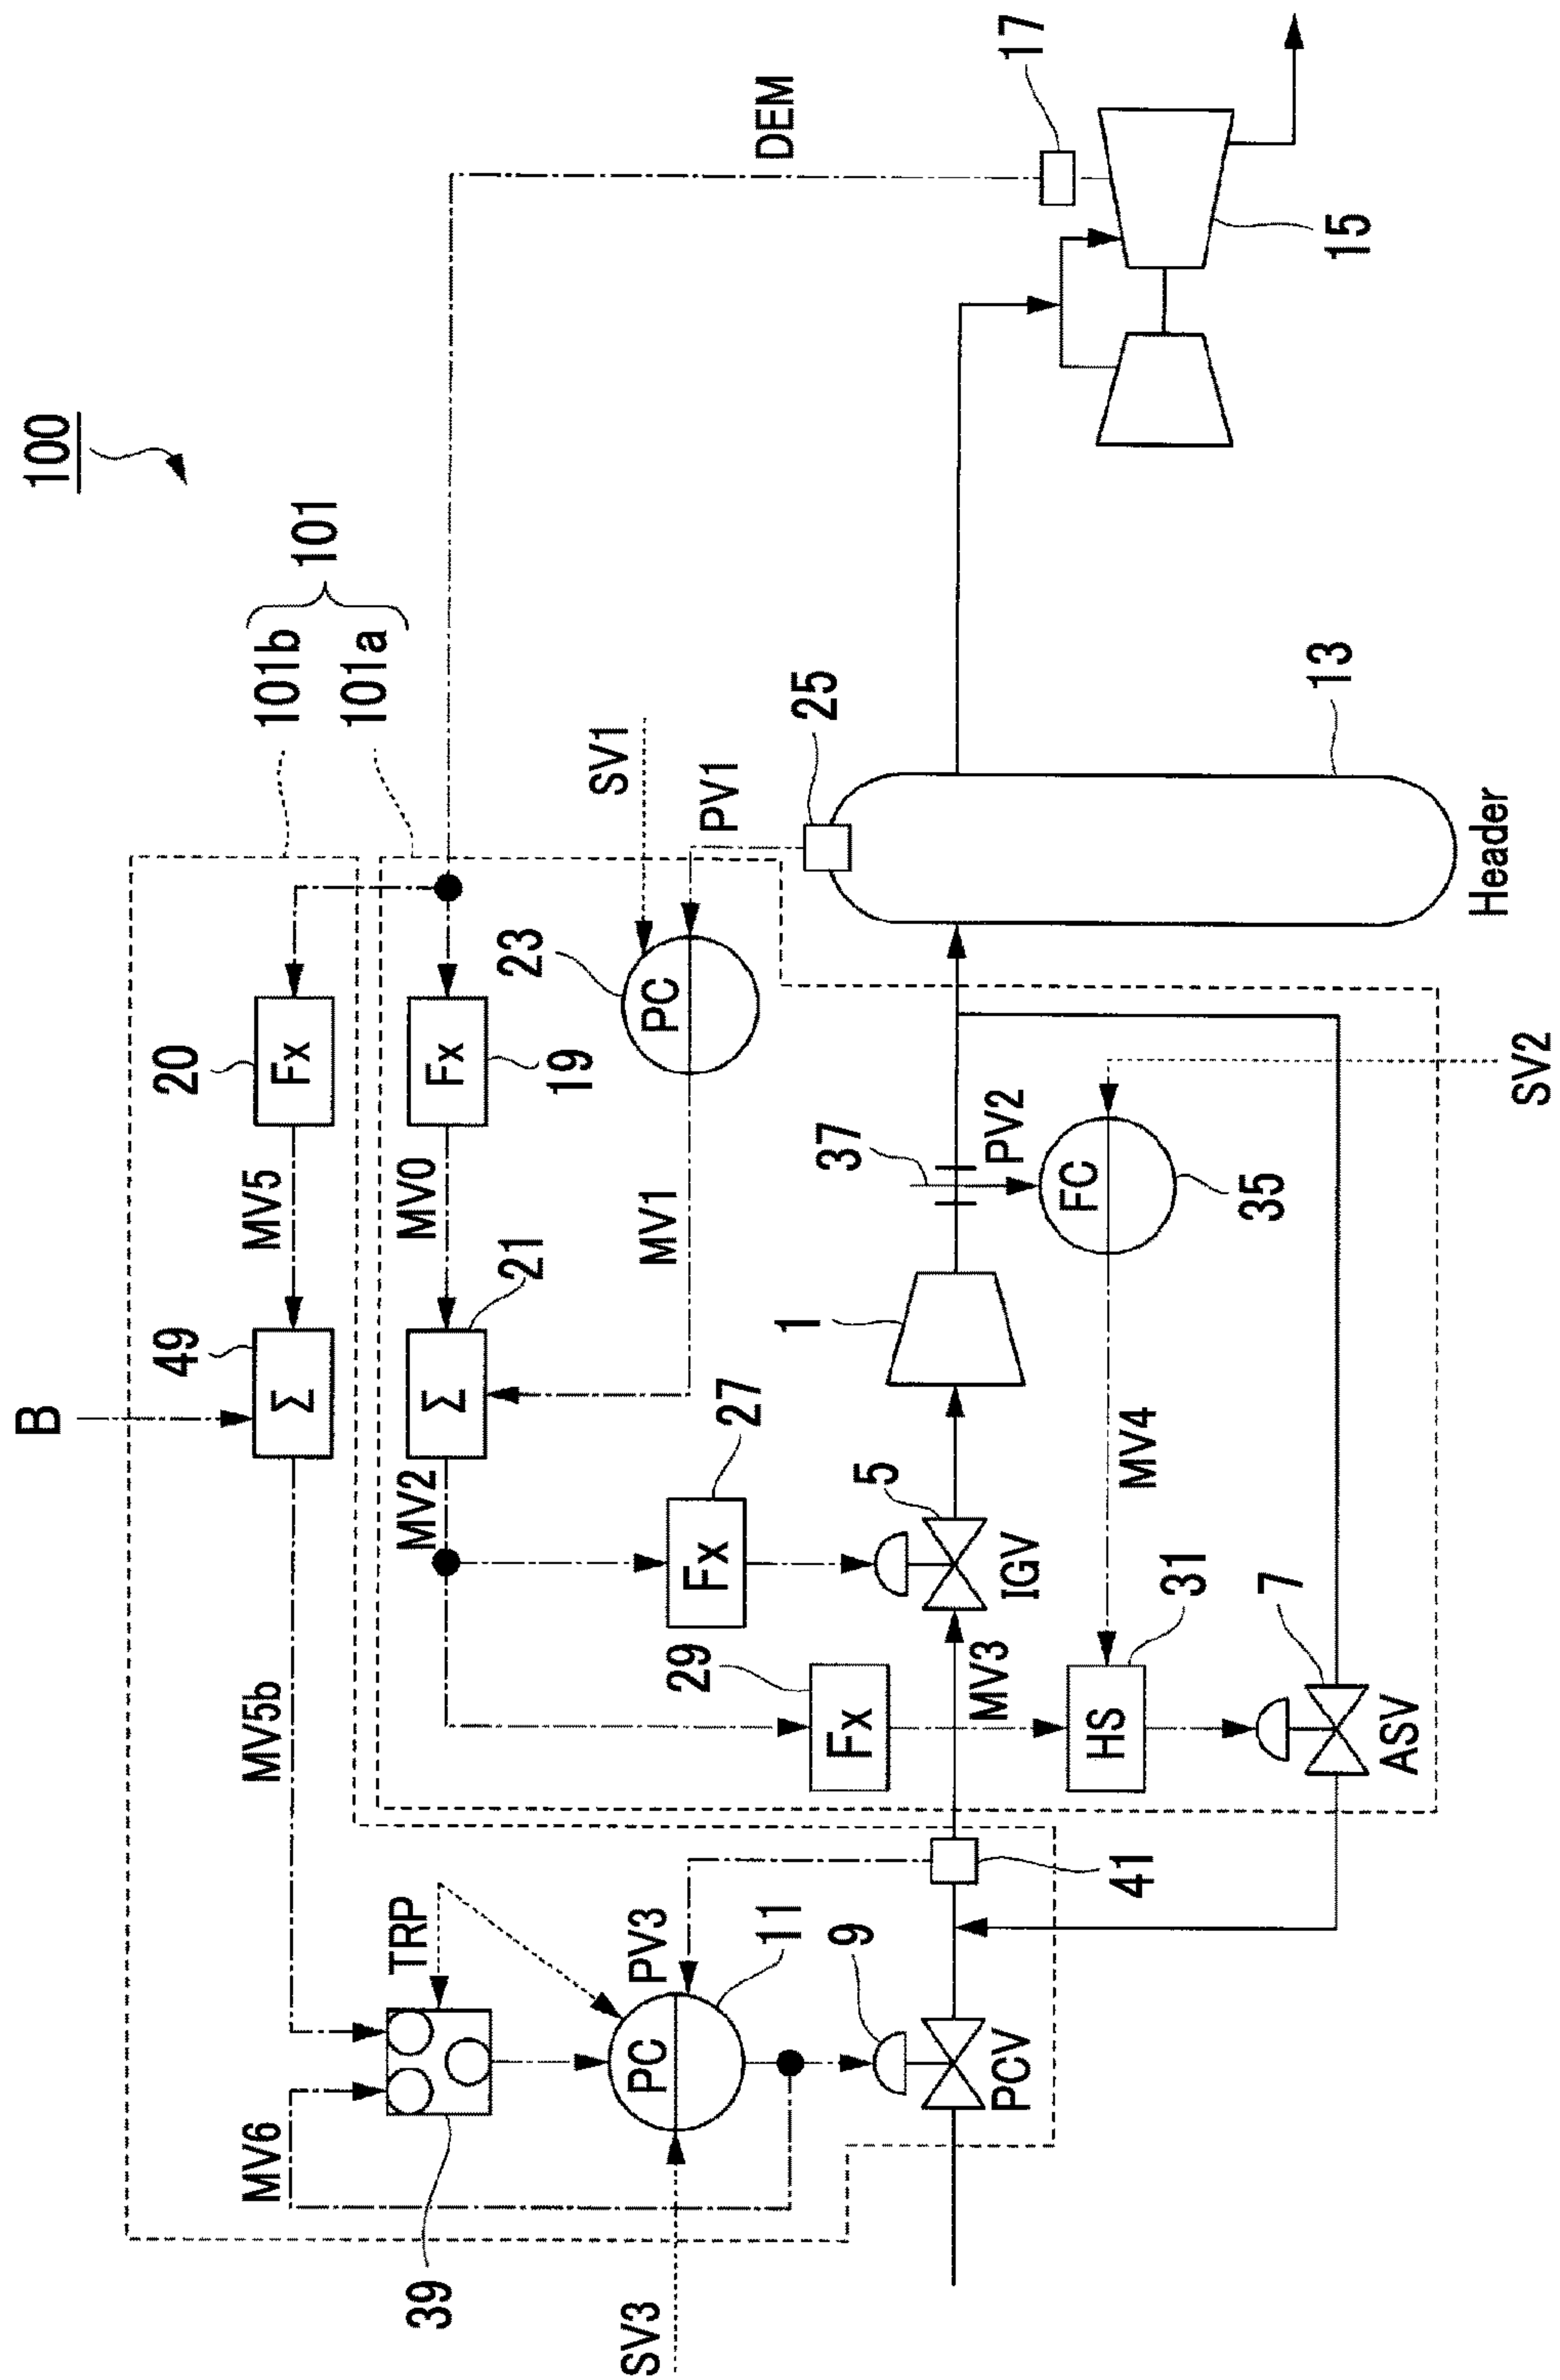 100
101
101b
101a
B
49
Σ
MV5
20
Fx
MV5b
MV2
21
Σ
MV0
Fx
19
DEM
17
MV6
39
TRP
SV3
PC
11
PV3
29
Fx
27
Fx
MV1
23
PC
SV1
PV1
25
9
PCV
41
MV3
5
IGV
1
37
PV2
FC
35
MV4
HS
31
7
ASV
SV2
13
Header
15